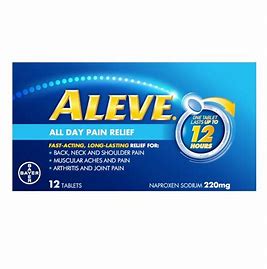 ALEVE.
ALL DAY PAIN RELIEF
ONE TABLET
LASTS UP TO
12
HOURS
FAST-ACTING, LONG-LASTING RELIEF FOR:
+ BACK, NECK AND SHOULDER PAIN
+ MUSCULAR ACHES AND PAIN
+ ARTHRITIS AND JOINT PAIN
BAYER
BAYER
12 TABLETS
NAPROXEN SODIUM 220mg